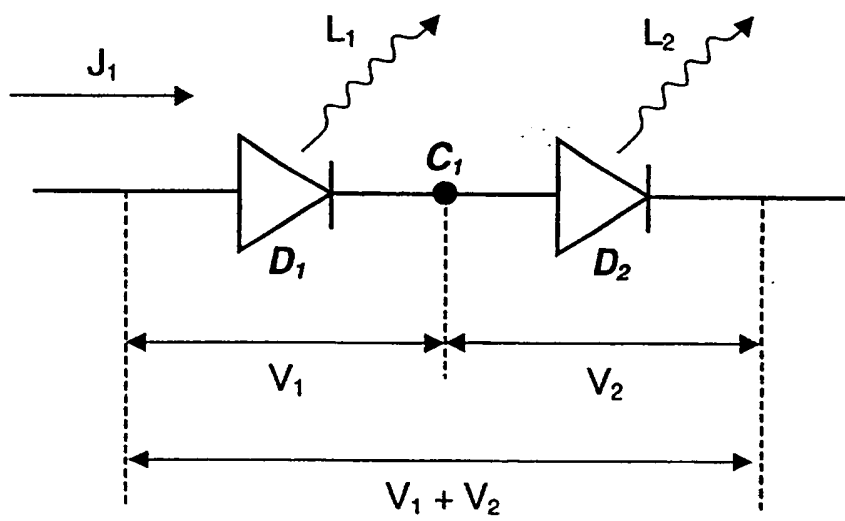 L₁
L₂
J₁
C₁
D₁
D₂
V₁
V₂
V₁ + V₂